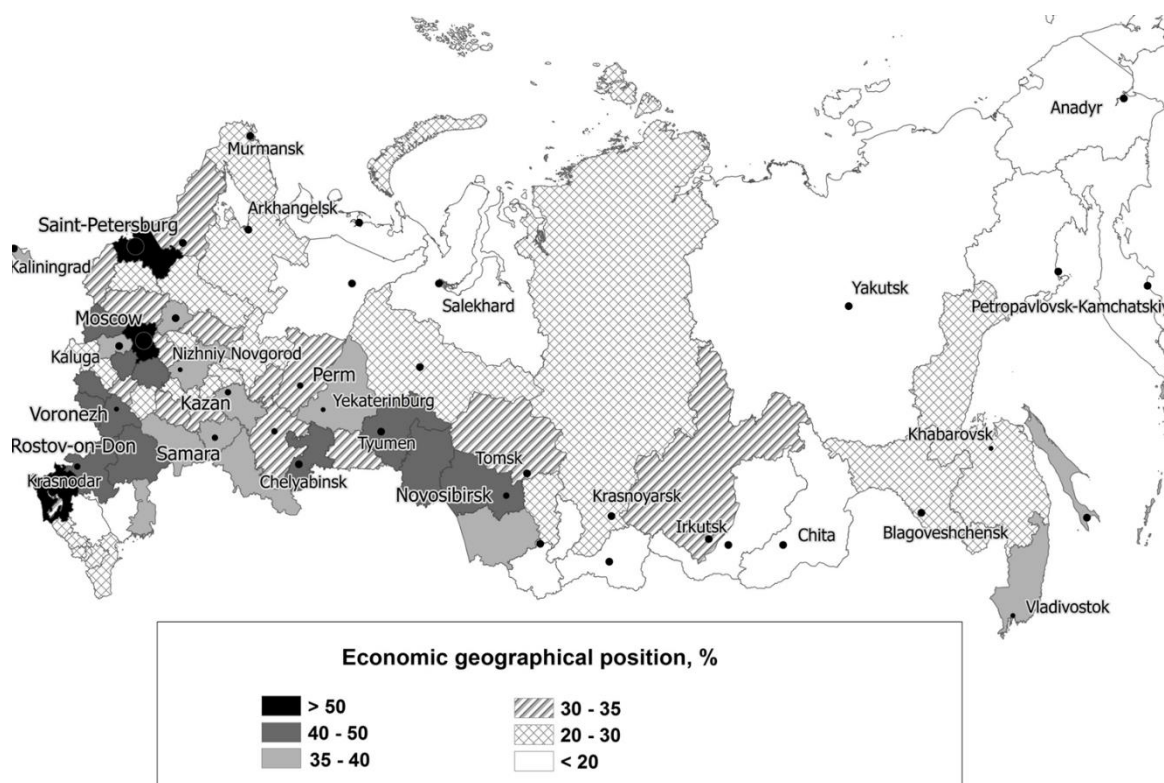 Anadyr
Murmansk
Arkhangelsk
Saint-Petersburg
Kaliningrad
Salekhard
Yakutsk
Petropavlovsk-Kamchatskiy
Moscow
Kaluga
Nizhniy Novgorod
Perm
Kazan
Yekaterinburg
Voronezh
Khabarovsk
Rostov-on-Don
Samara
Tyumen
Tomsk
Krasnodar
Chelyabinsk
Novosibirsk
Krasnoyarsk
Irkutsk
Chita
Blagoveshchensk
Vladivostok
Economic geographical position, %
> 50
40 - 50
35 - 40
30 - 35
20 - 30
< 20